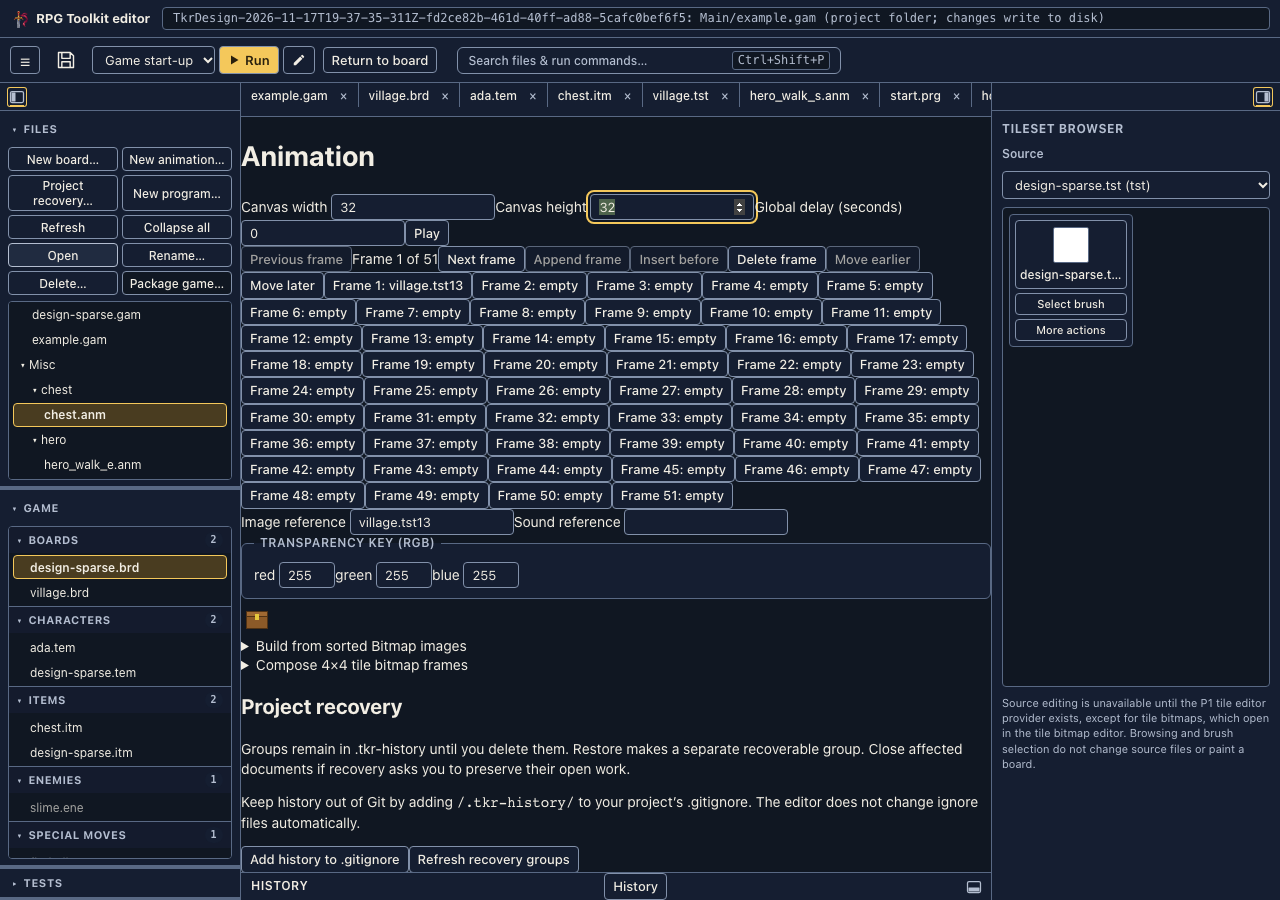 RPG Toolkit editor
TkrDesign-2026-11-17T19-37-35-311Z-fd2ce82b-461d-40ff-ad88-5cafc0bef6f5: Main/example.gam (project folder; changes write to disk)
Game start-up Run Return to board Search files & run commands... Ctrl+Shift+P
FILES
New board... New animation...
Project recovery... New program...
Refresh Collapse all
Open Rename...
Delete... Package game...
design-sparse.gam
example.gam
Misc
chest
chest.anm
hero
hero_walk_e.anm
GAME
BOARDS 2
design-sparse.brd
village.brd
CHARACTERS 2
ada.tem
design-sparse.tem
ITEMS 2
chest.itm
design-sparse.itm
ENEMIES 1
slime.ene
SPECIAL MOVES 1
TESTS
example.gam × village.brd × ada.tem × chest.itm × village.tst × hero_walk_s.anm × start.prg ×
Animation
Canvas width 32 Canvas height 32 Global delay (seconds)
0 Play
Previous frame Frame 1 of 51 Next frame Append frame Insert before Delete frame Move earlier
Move later Frame 1: village.tst13 Frame 2: empty Frame 3: empty Frame 4: empty Frame 5: empty
Frame 6: empty Frame 7: empty Frame 8: empty Frame 9: empty Frame 10: empty Frame 11: empty
Frame 12: empty Frame 13: empty Frame 14: empty Frame 15: empty Frame 16: empty Frame 17: empty
Frame 18: empty Frame 19: empty Frame 20: empty Frame 21: empty Frame 22: empty Frame 23: empty
Frame 24: empty Frame 25: empty Frame 26: empty Frame 27: empty Frame 28: empty Frame 29: empty
Frame 30: empty Frame 31: empty Frame 32: empty Frame 33: empty Frame 34: empty Frame 35: empty
Frame 36: empty Frame 37: empty Frame 38: empty Frame 39: empty Frame 40: empty Frame 41: empty
Frame 42: empty Frame 43: empty Frame 44: empty Frame 45: empty Frame 46: empty Frame 47: empty
Frame 48: empty Frame 49: empty Frame 50: empty Frame 51: empty
Image reference village.tst13 Sound reference
TRANSPARENCY KEY (RGB)
red 255 green 255 blue 255
Build from sorted Bitmap images
Compose 4×4 tile bitmap frames
Project recovery
Groups remain in .tkr-history until you delete them. Restore makes a separate recoverable group. Close affected
documents if recovery asks you to preserve their open work.
Keep history out of Git by adding /.tkr-history/ to your project's .gitignore. The editor does not change ignore
files automatically.
Add history to .gitignore Refresh recovery groups
HISTORY History
TILESET BROWSER
Source
design-sparse.tst (tst)
design-sparse.t...
Select brush
More actions
Source editing is unavailable until the P1 tile editor
provider exists, except for tile bitmaps, which open
in the tile bitmap editor. Browsing and brush
selection do not change source files or paint a
board.